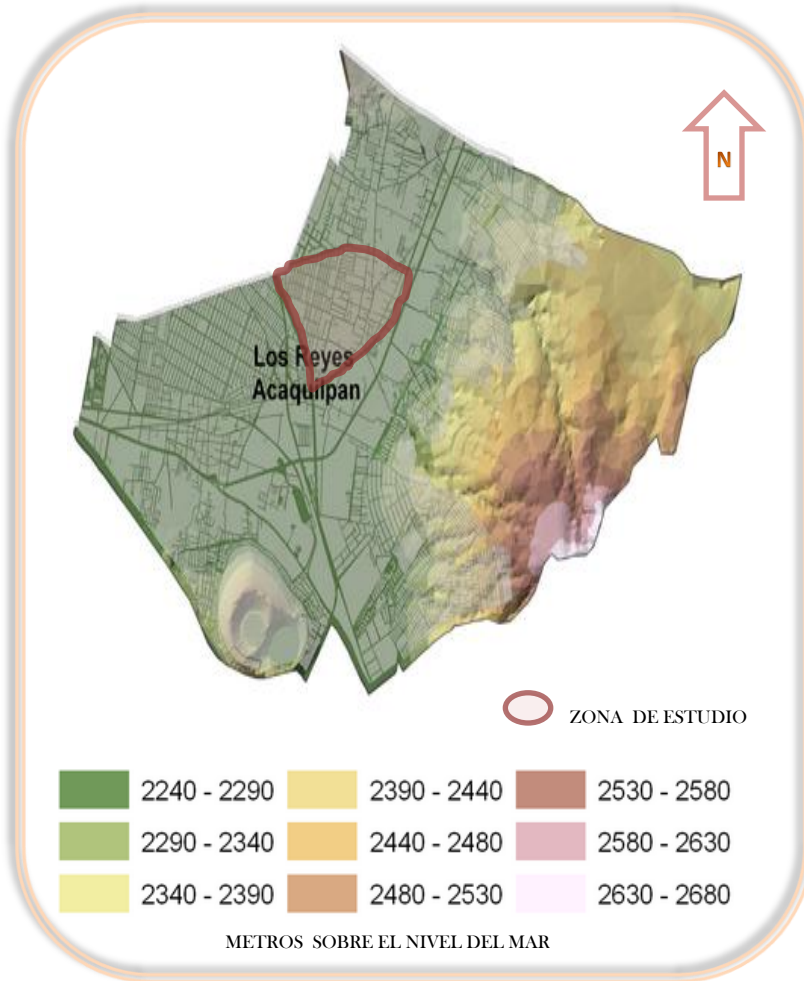 N
Los Reyes
Acaquilpan
ZONA DE ESTUDIO
2240 - 2290
2390 - 2440
2530 - 2580
2290 - 2340
2440 - 2480
2580 - 2630
2340 - 2390
2480 - 2530
2630 - 2680
METROS SOBRE EL NIVEL DEL MAR